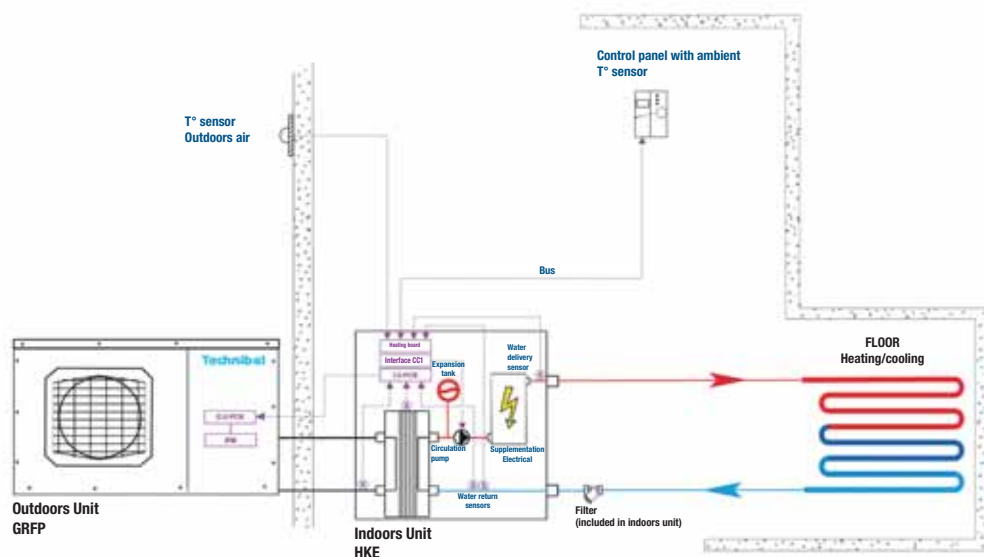 Control panel with ambient
T° sensor
T° sensor
Outdoors air
Bus
Technibel
Heating board
Interface CC1
Expansion
tank
Water
delivery
sensor
FLOOR
Heating/cooling
Circulation
pump
Supplementation
Electrical
Water return
sensors
Filter
(included in indoors unit)
Outdoors Unit
GRFP
Indoors Unit
HKE